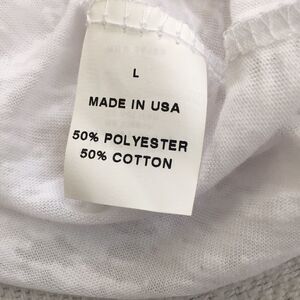 L
MADE IN USA
50% POLYESTER
50% COTTON